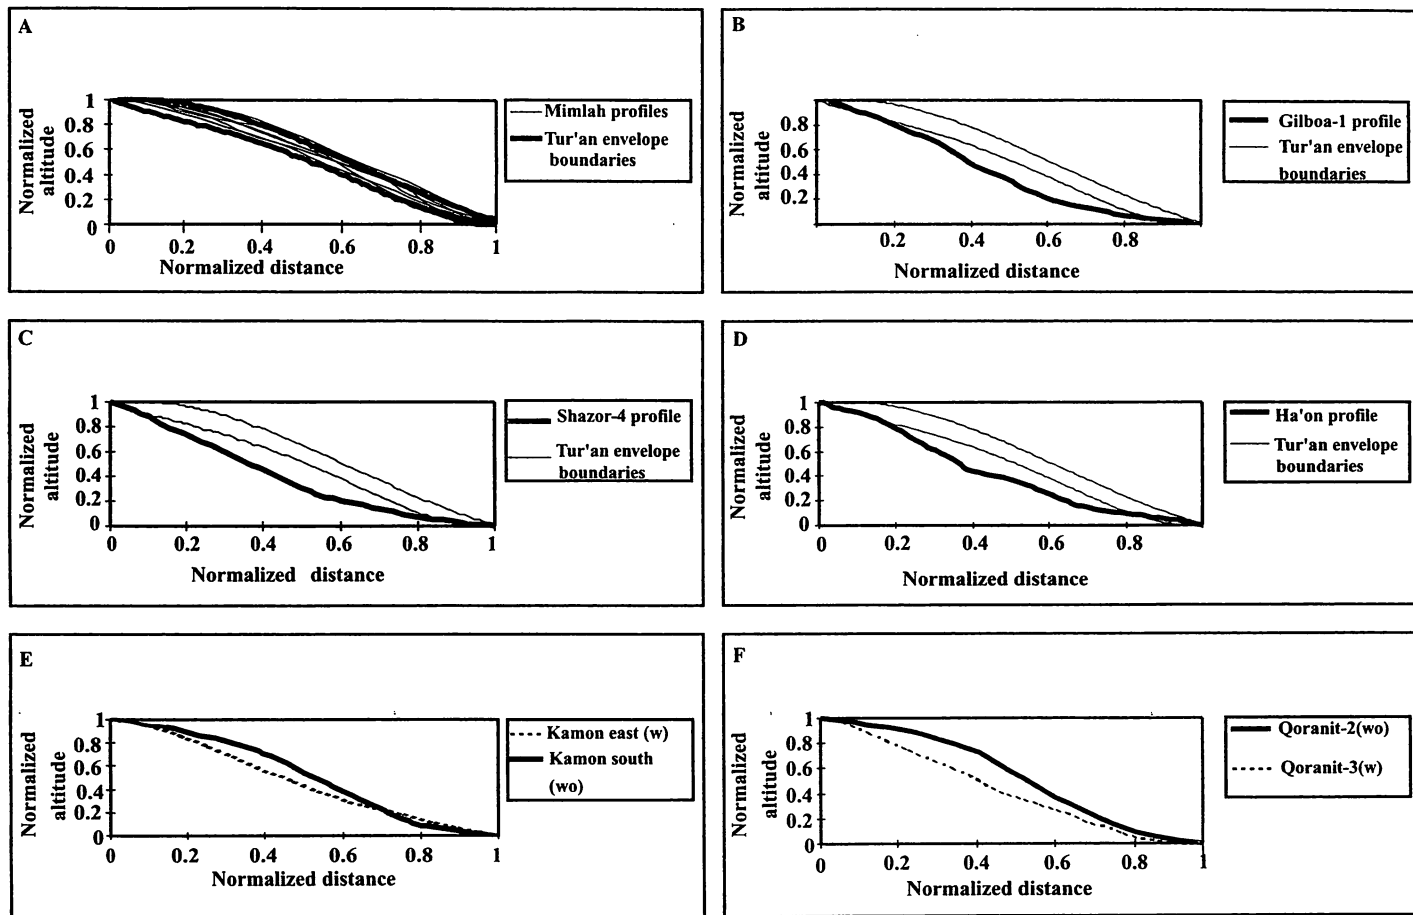 A
Normalized
altitude
1
0.8
0.6
0.4
0.2
0
0
0.2
0.4
0.6
0.8
1
Normalized distance
Mimlah profiles
Tur'an envelope
boundaries
B
Normalized
altitude
0.8
0.6
0.4
0.2
0.2
0.4
0.6
0.8
Normalized distance
Gilboa-1 profile
Tur'an envelope
boundaries
C
Normalized
altitude
1
0.8
0.6
0.4
0.2
0
0
0.2
0.4
0.6
0.8
1
Normalized distance
Shazor-4 profile
Tur'an envelope
boundaries
D
Normalized
altitude
1
0.8
0.6
0.4
0.2
0
0
0.2
0.4
0.6
0.8
Normalized distance
Ha'on profile
Tur'an envelope
boundaries
E
Normalized
altitude
1
0.8
0.6
0.4
0.2
0
0
0.2
0.4
0.6
0.8
1
Normalized distance
Kamon east (w)
Kamon south
(wo)
F
Normalized
altitude
1
0.8
0.6
0.4
0.2
0
0
0.2
0.4
0.6
0.8
1
Normalized distance
Qoranit-2(wo)
Qoranit-3(w)